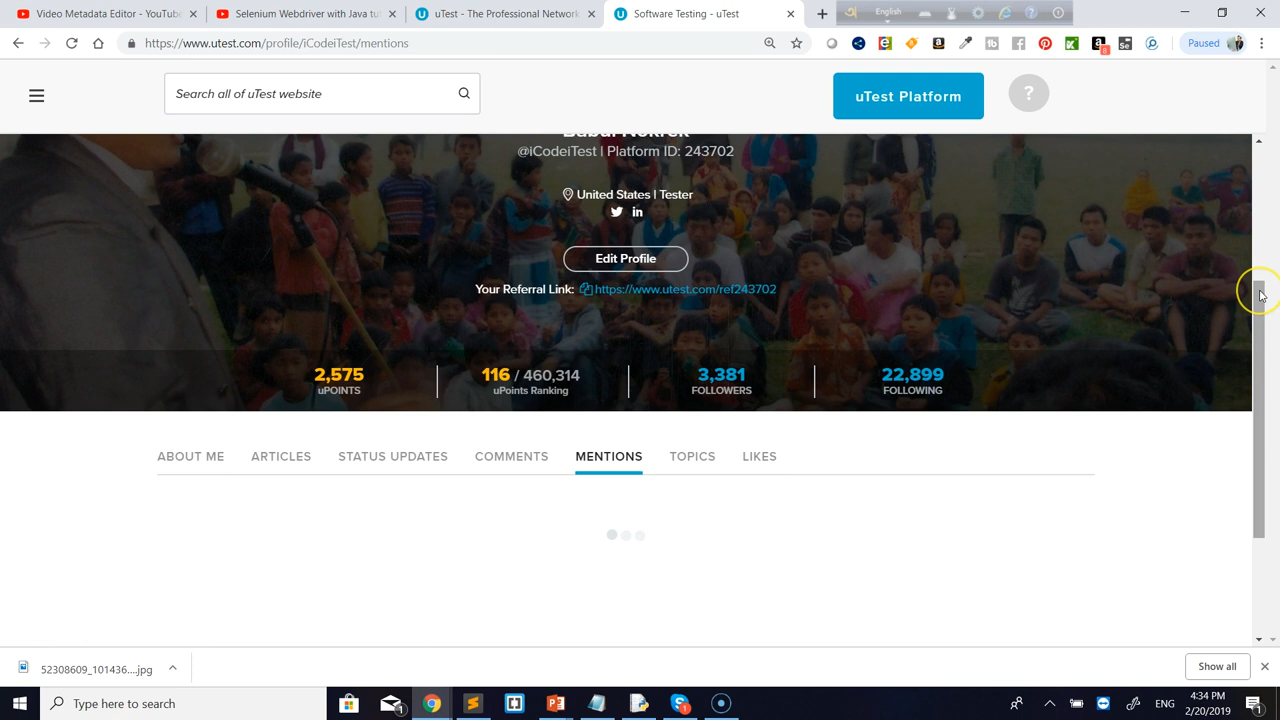 Video Metadata Editor - YouTu
Selenium Webdriver with Java tu
uTest - The Professional Network
Software Testing - uTest
English
https://www.utest.com/profile/iCodeiTest/mentions
Paused
Search all of uTest website
uTest Platform
?
@iCodeiTest | Platform ID: 243702
United States | Tester
Edit Profile
Your Referral Link: https://www.utest.com/ref243702
2,575
uPOINTS
116 / 460,314
uPoints Ranking
3,381
FOLLOWERS
22,899
FOLLOWING
ABOUT ME ARTICLES STATUS UPDATES COMMENTS MENTIONS TOPICS LIKES
52308609_101436....jpg
Show all
Type here to search
ENG
4:34 PM
2/20/2019